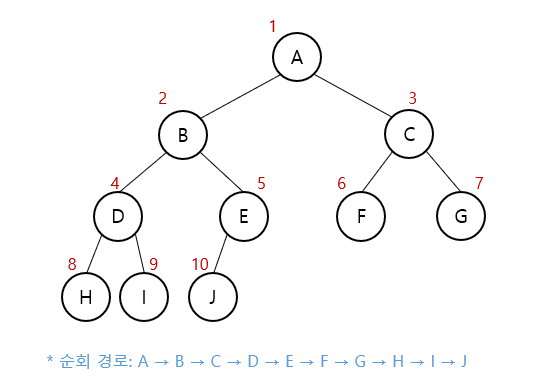 1
A
2
3
B
C
4
5
6
7
D
E
F
G
8
9
10
H
I
J
* 순회 경로: A → B → C → D → E → F → G → H → I → J